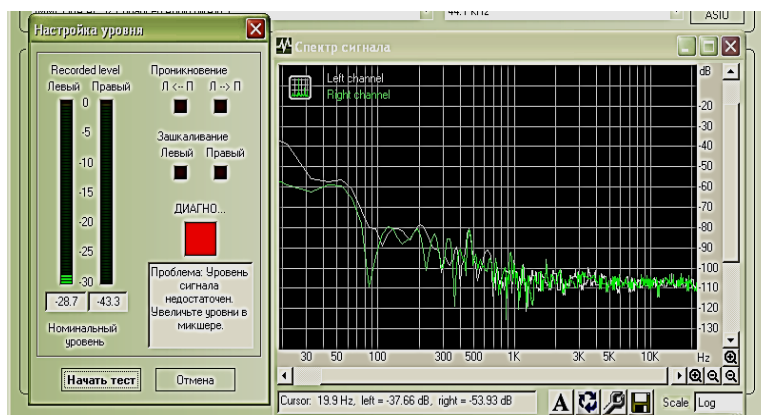 44.1 KHz
ASIO
Настройка уровня
Recorded level
Левый Правый
0
-5
-10
-15
-20
-25
-30
-28.7 -43.3
Номинальный
уровень
Проникновение
Л <-- П Л --> П
Зашкаливание
Левый Правый
ДИАГНО...
Проблема: Уровень
сигнала
недостаточен.
Увеличьте уровни в
микшере.
Начать тест Отмена
Спектр сигнала
Left channel
Right channel
dB
-20
-30
-40
-50
-60
-70
-80
-90
-100
-110
-120
-130
30 50 100 300 500 1K 3K 5K 10K Hz
Cursor: 19.9 Hz, left = -37.66 dB, right = -53.93 dB
A
Scale Log